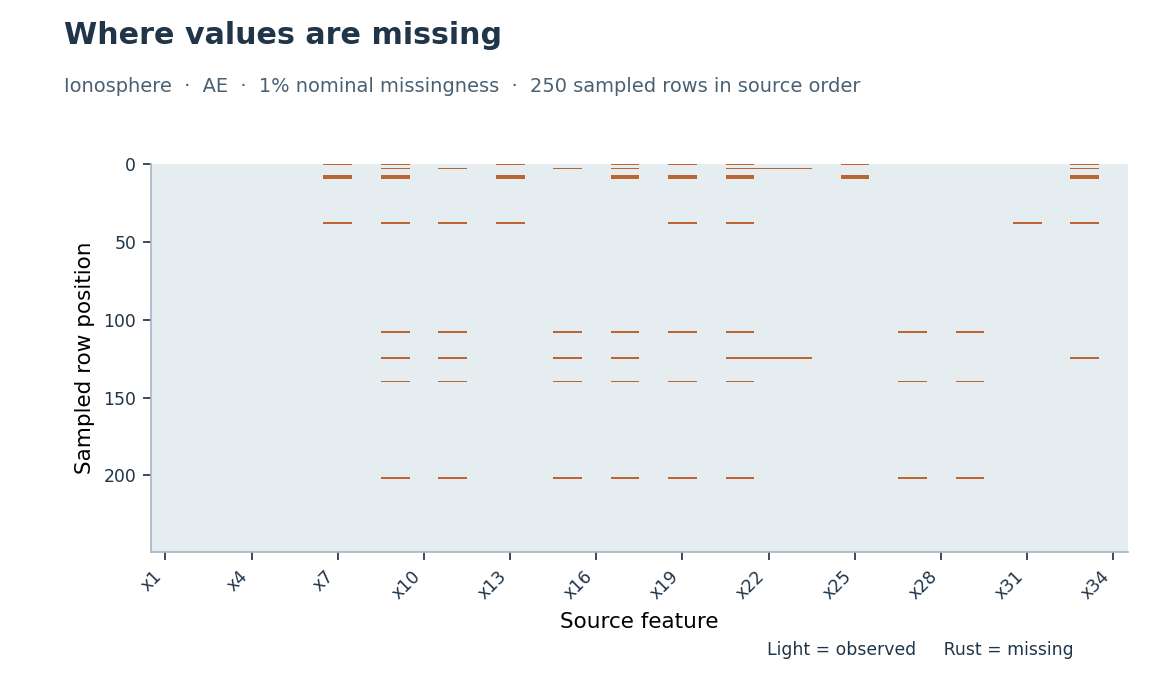 Where values are missing
Ionosphere · AE · 1% nominal missingness · 250 sampled rows in source order
0
50
100
150
200
Sampled row position
x1
x4
x7
x10
x13
x16
x19
x22
x25
x28
x31
x34
Source feature
Light = observed Rust = missing